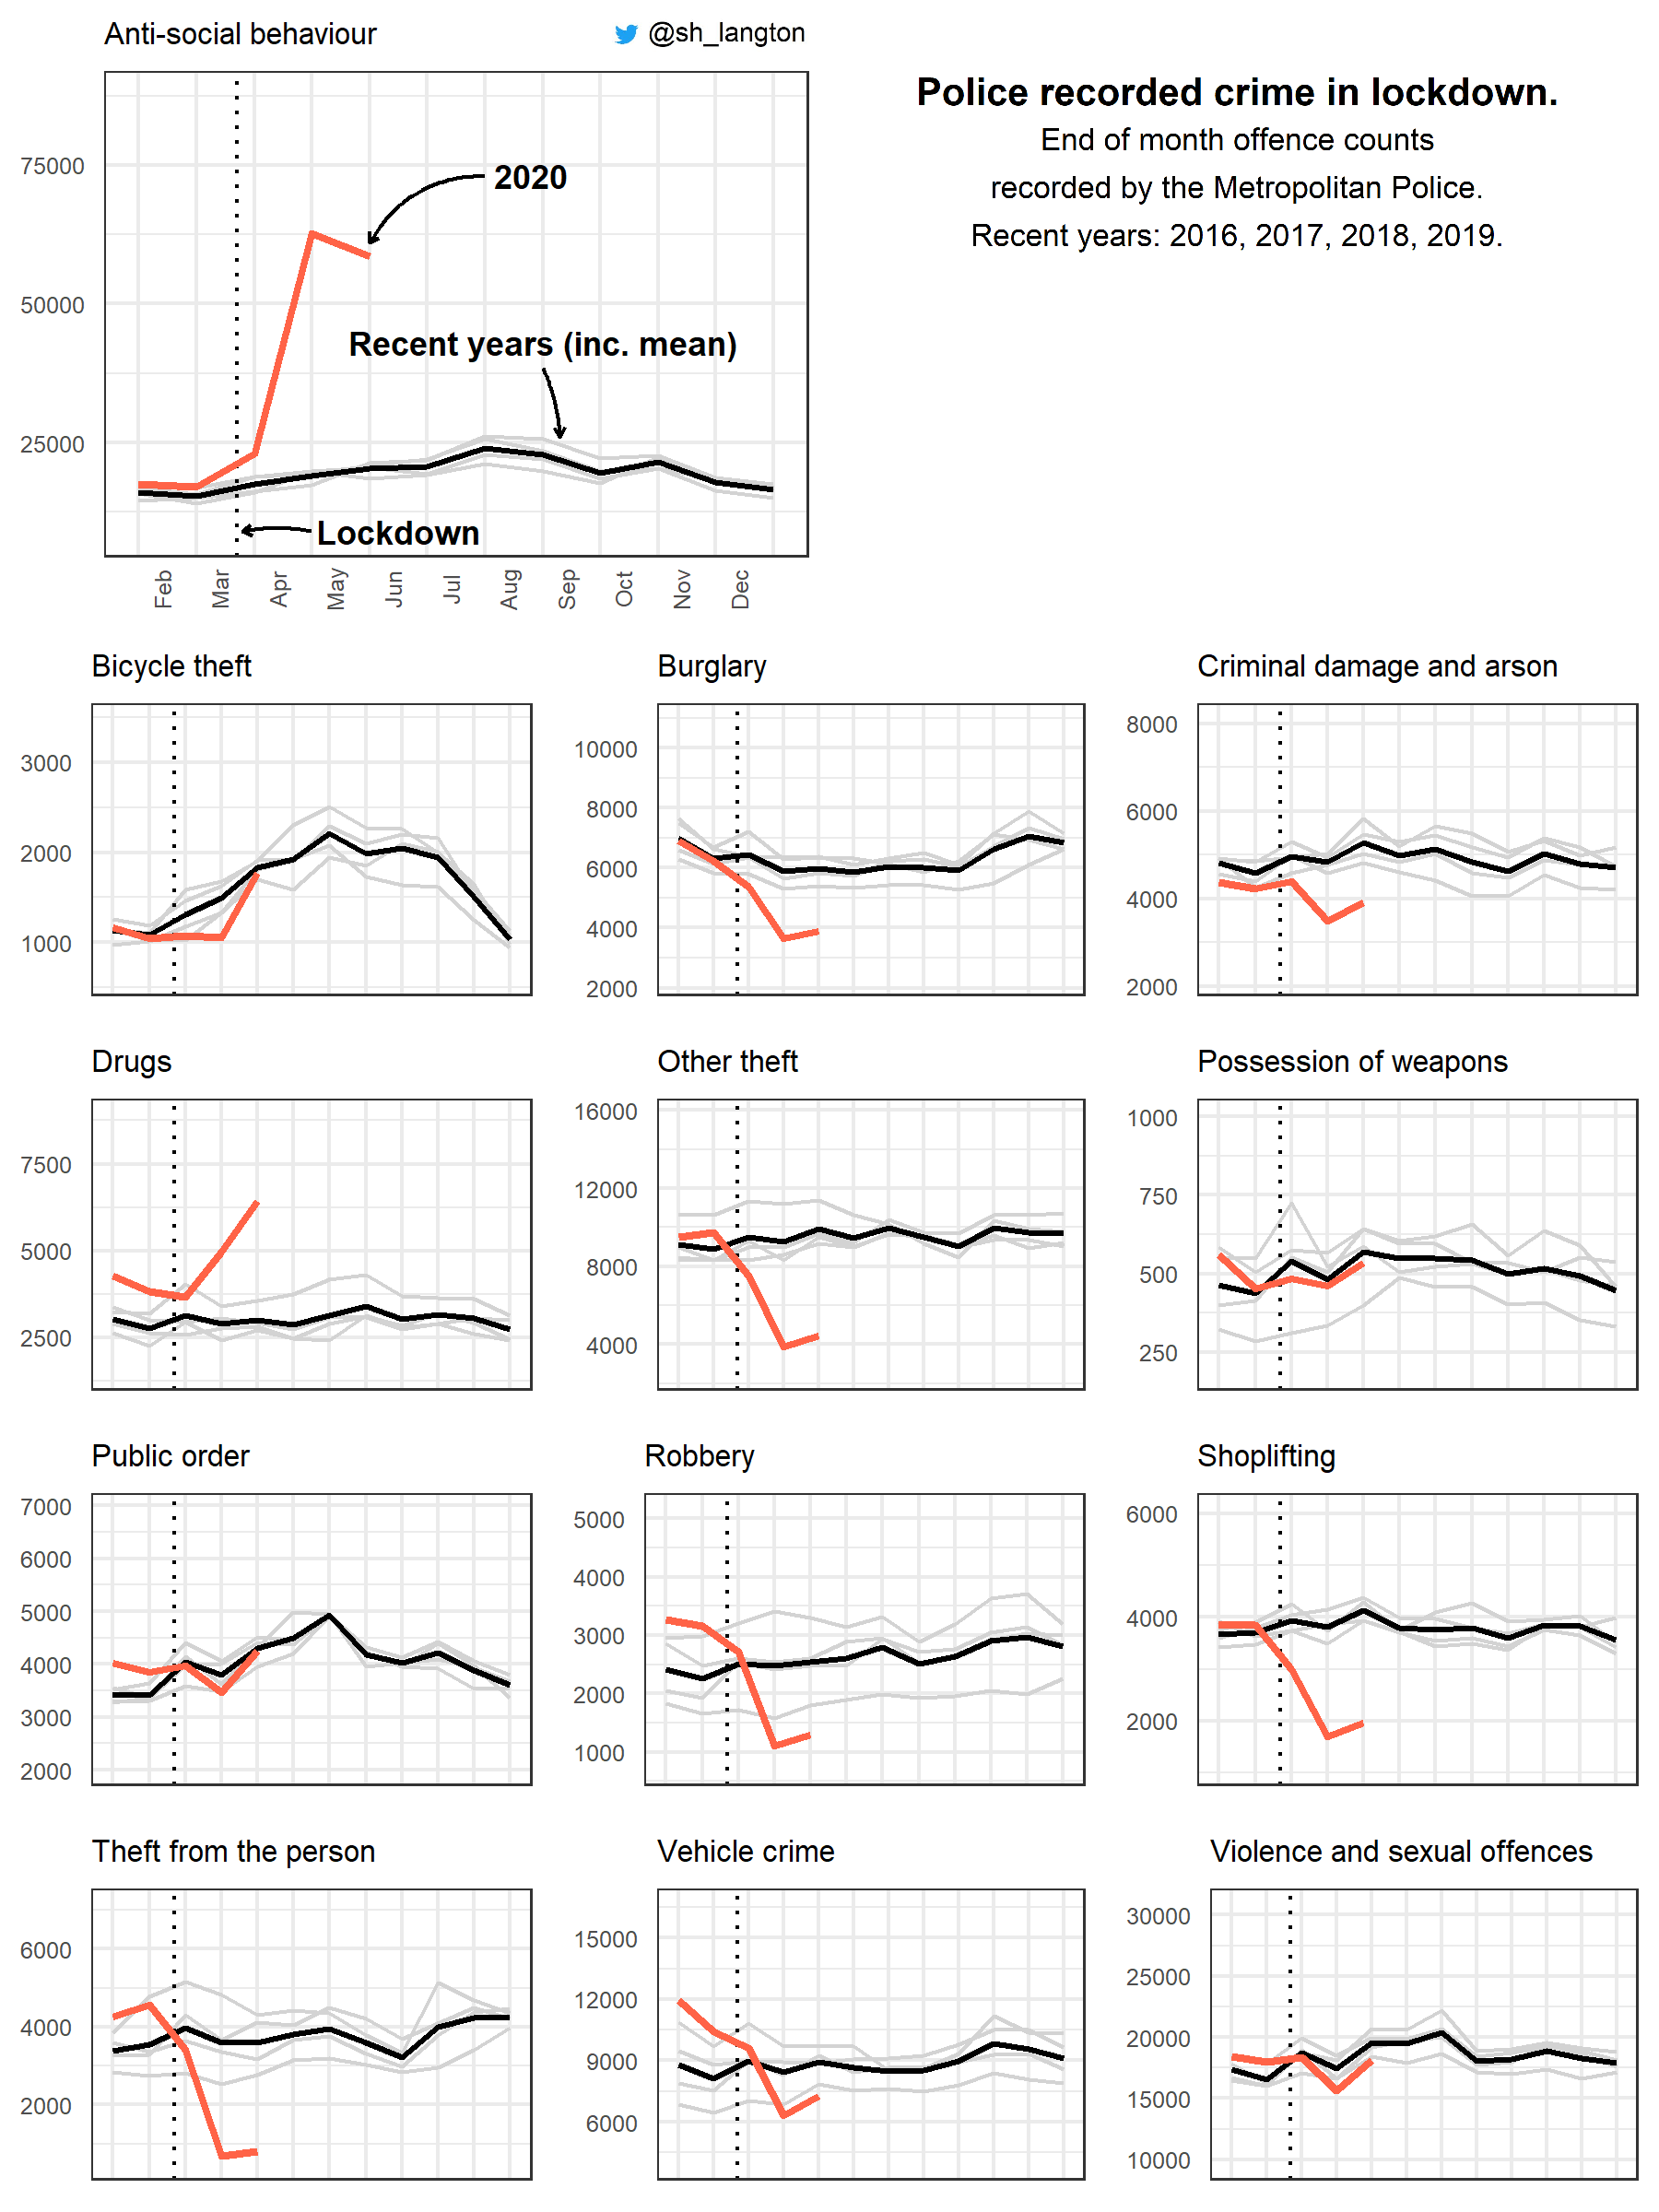 Anti-social behaviour
@sh_langton
Police recorded crime in lockdown.
End of month offence counts
recorded by the Metropolitan Police.
Recent years: 2016, 2017, 2018, 2019.
75000
50000
25000
2020
Recent years (inc. mean)
Lockdown
Feb
Mar
Apr
May
Jun
Jul
Aug
Sep
Oct
Nov
Dec
Bicycle theft
3000
2000
1000
Burglary
10000
8000
6000
4000
2000
Criminal damage and arson
8000
6000
4000
2000
Drugs
7500
5000
2500
Other theft
16000
12000
8000
4000
Possession of weapons
1000
750
500
250
Public order
7000
6000
5000
4000
3000
2000
Robbery
5000
4000
3000
2000
1000
Shoplifting
6000
4000
2000
Theft from the person
6000
4000
2000
Vehicle crime
15000
12000
9000
6000
Violence and sexual offences
30000
25000
20000
15000
10000